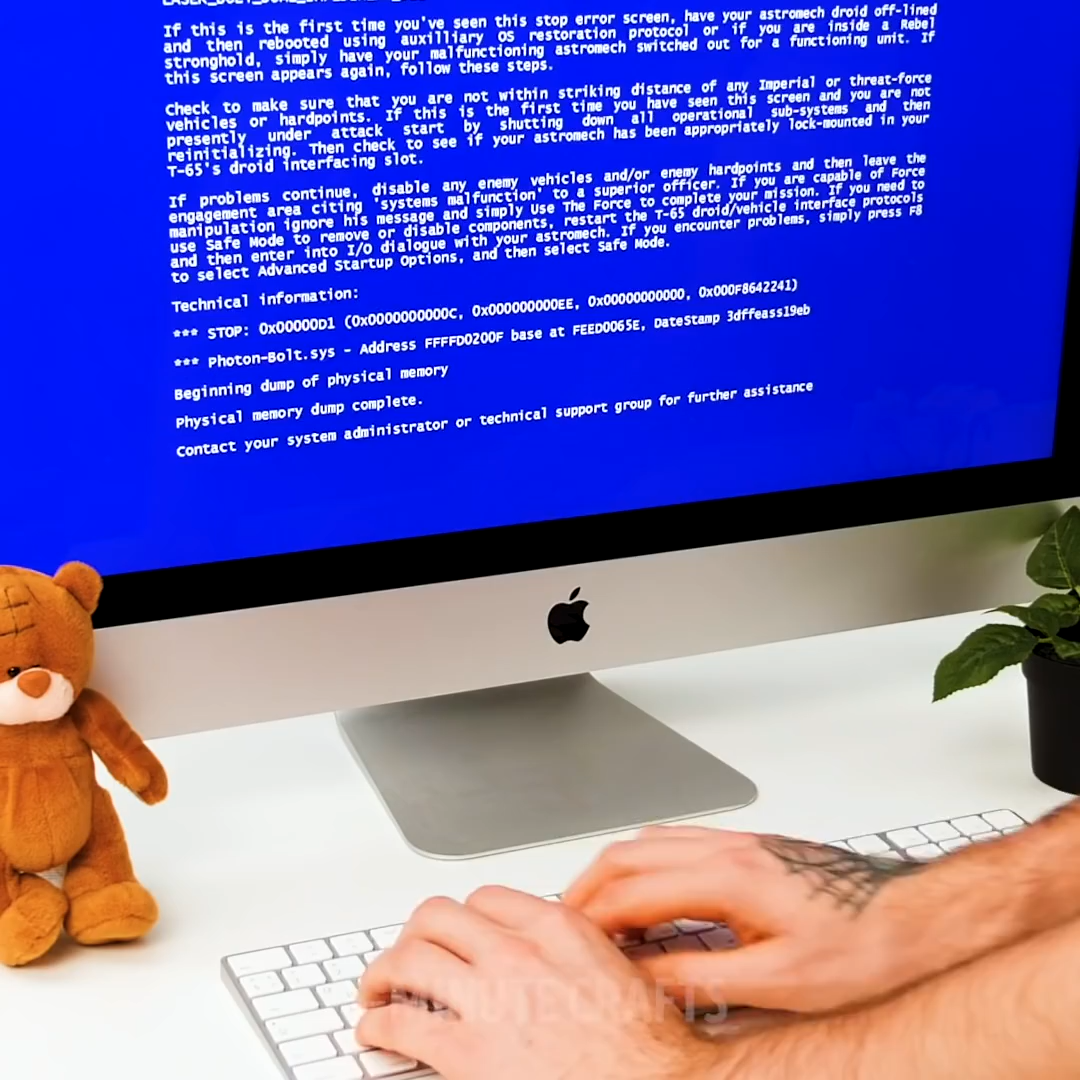 If this is the first time you've seen this stop error screen, have your astromech droid off-lined
and then rebooted using auxilliary OS restoration protocol or if you are inside a Rebel
stronghold, simply have your malfunctioning astromech switched out for a functioning unit. If
this screen appears again, follow these steps.
Check to make sure that you are not within striking distance of any Imperial or threat-force
vehicles or hardpoints. If this is the first time you have seen this screen and you are not
presently under attack start by shutting down all operational sub-systems and then
reinitializing. Then check to see if your astromech has been appropriately lock-mounted in your
T-65's droid interfacing slot.
If problems continue, disable any enemy vehicles and/or enemy hardpoints and then leave the
engagement area citing 'systems malfunction' to a superior officer. If you are capable of Force
manipulation ignore his message and simply Use The Force to complete your mission. If you need to
use Safe Mode to remove or disable components, restart the T-65 droid/vehicle interface protocols
and then enter into I/O dialogue with your astromech. If you encounter problems, simply press F8
to select Advanced Startup Options, and then select Safe Mode.
Technical information:
*** STOP: 0x00000D1 (0x0000000000C, 0x000000000EE, 0x00000000000, 0x000F8642241)
*** Photon-Bolt.sys - Address FFFFD0200F base at FEED0065E, DateStamp 3dffeass19eb
Beginning dump of physical memory
Physical memory dump complete.
Contact your system administrator or technical support group for further assistance
MINUTE CRAFTS